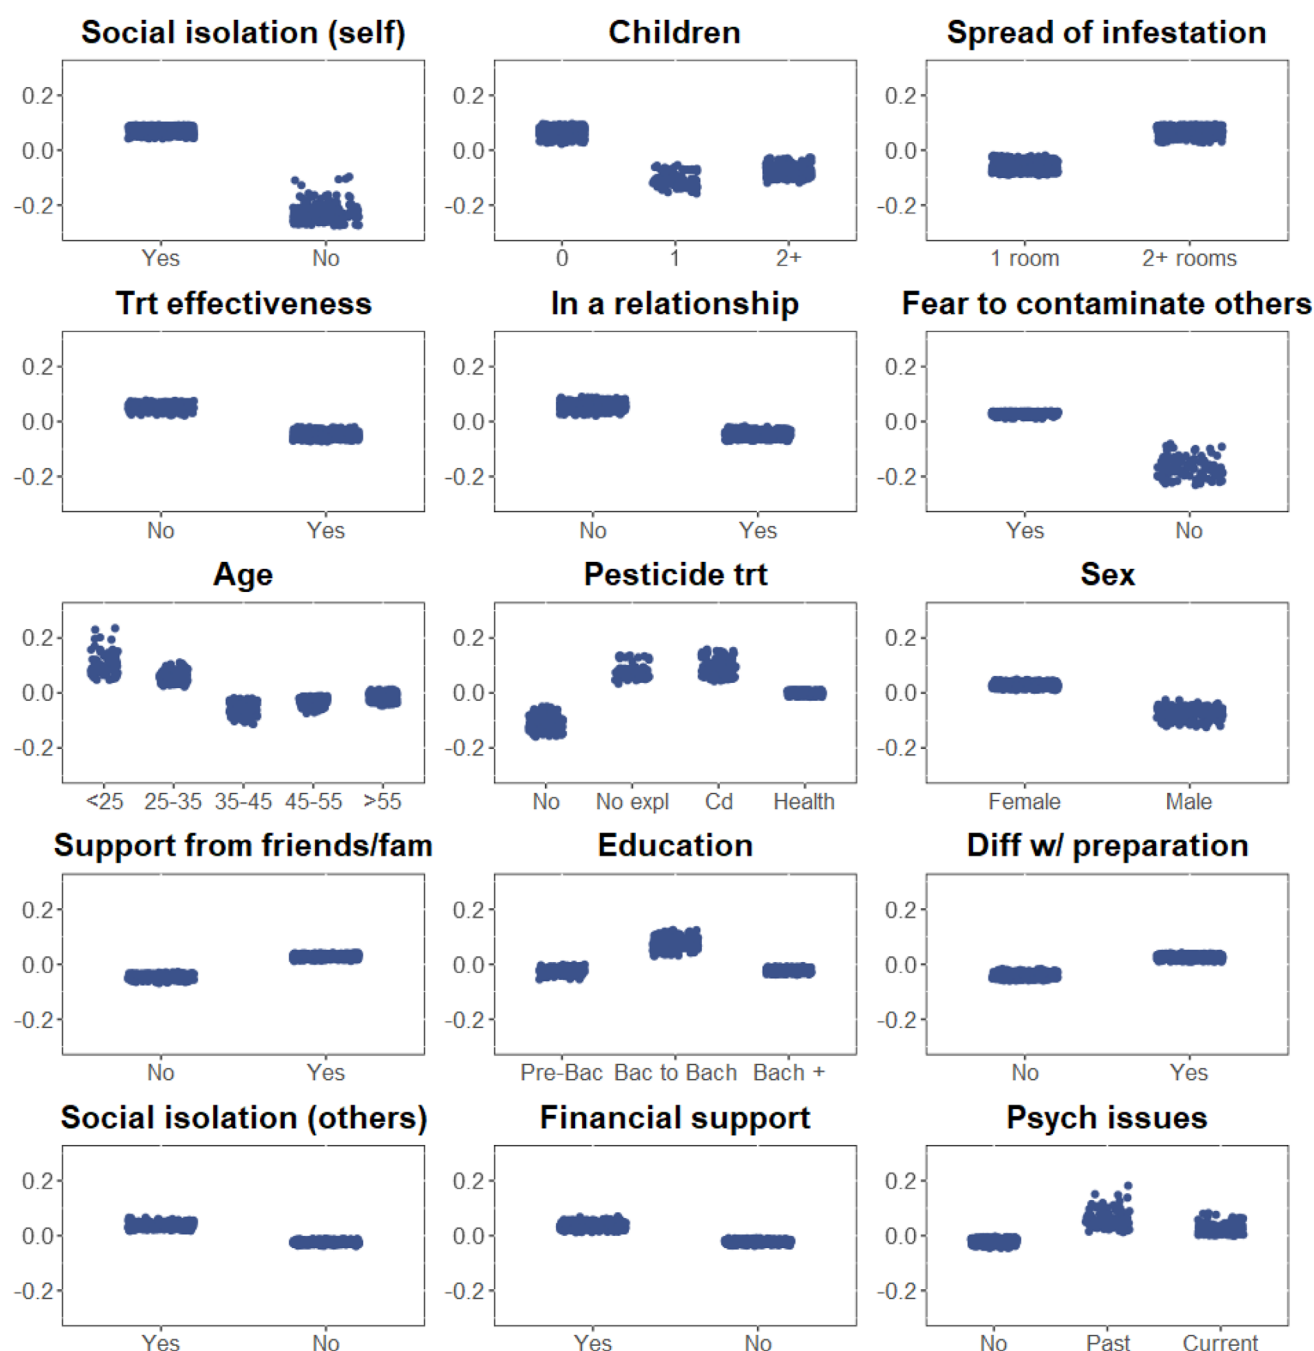 Social isolation (self) Children Spread of infestation
0.2 0.2 0.2
0.0 0.0 0.0
-0.2 -0.2 -0.2
Yes No 0 1 2+ 1 room 2+ rooms
Trt effectiveness In a relationship Fear to contaminate others
0.2 0.2 0.2
0.0 0.0 0.0
-0.2 -0.2 -0.2
No Yes No Yes Yes No
Age Pesticide trt Sex
0.2 0.2 0.2
0.0 0.0 0.0
-0.2 -0.2 -0.2
<25 25-35 35-45 45-55 >55 No No expl Cd Health Female Male
Support from friends/fam Education Diff w/ preparation
0.2 0.2 0.2
0.0 0.0 0.0
-0.2 -0.2 -0.2
No Yes Pre-Bac Bac to Bach Bach + No Yes
Social isolation (others) Financial support Psych issues
0.2 0.2 0.2
0.0 0.0 0.0
-0.2 -0.2 -0.2
Yes No Yes No No Past Current